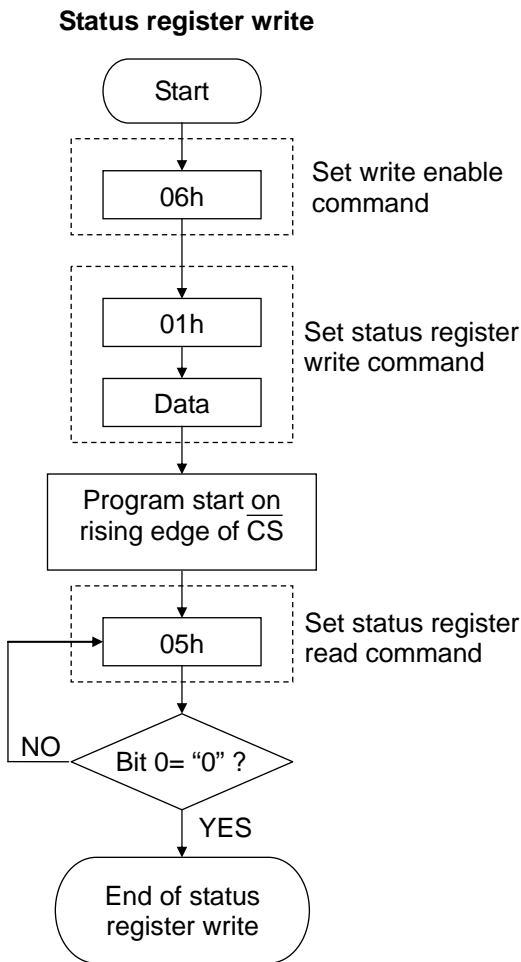 Status register write
Start
06h
Set write enable
command
01h
Set status register
write command
Data
Program start on
rising edge of C̅S̅
05h
Set status register
read command
NO
Bit 0= “0” ?
YES
End of status
register write